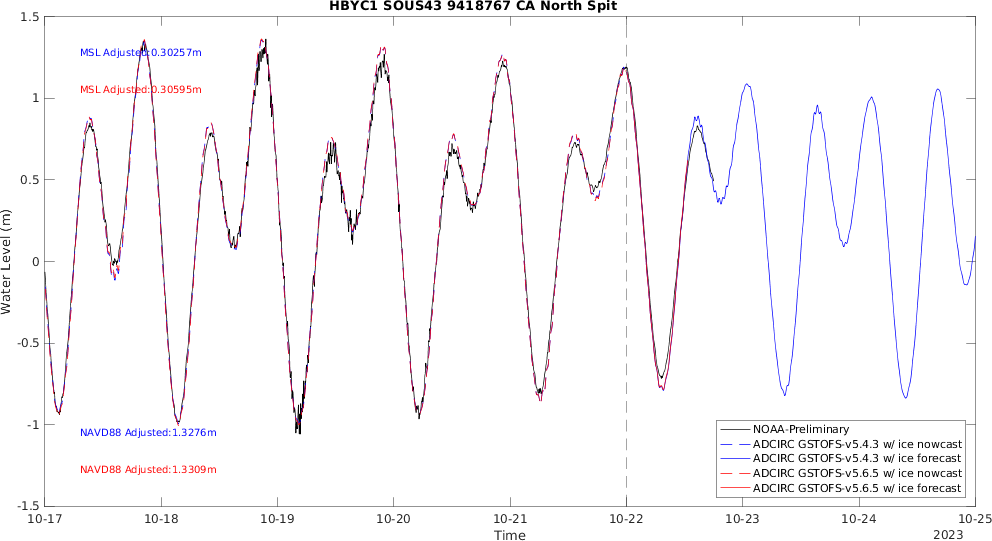 HBYC1 SOUS43 9418767 CA North Spit
1.5
1
0.5
0
-0.5
-1
-1.5
Water Level (m)
MSL Adjusted:0.30257m
MSL Adjusted:0.30595m
NAVD88 Adjusted:1.3276m
NAVD88 Adjusted:1.3309m
NOAA-Preliminary
ADCIRC GSTOFS-v5.4.3 w/ ice nowcast
ADCIRC GSTOFS-v5.4.3 w/ ice forecast
ADCIRC GSTOFS-v5.6.5 w/ ice nowcast
ADCIRC GSTOFS-v5.6.5 w/ ice forecast
10-17 10-18 10-19 10-20 10-21 10-22 10-23 10-24 10-25
Time
2023